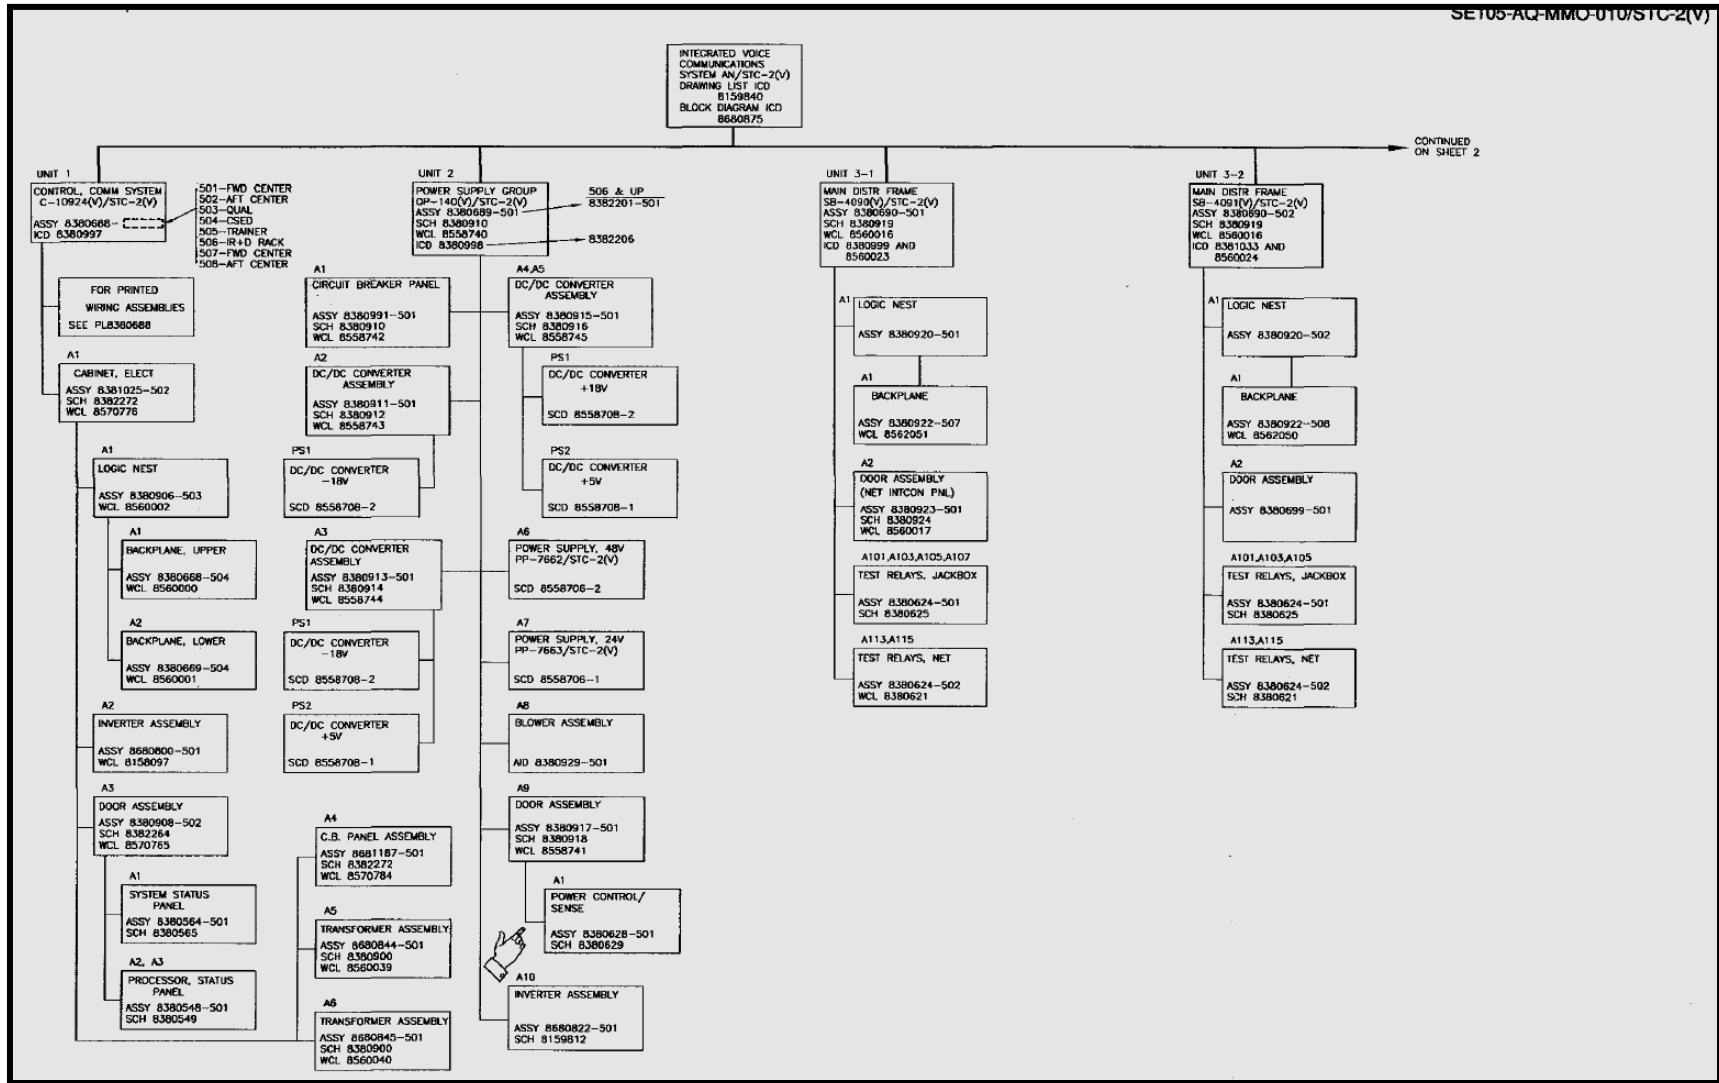 SE105-AQ-MMO-010/STC-2(V)
INTEGRATED VOICE
COMMUNICATIONS
SYSTEM AN/STC-2(V)
DRAWING LIST ICD
8159840
BLOCK DIAGRAM ICD
8680875
CONTINUED
ON SHEET 2
UNIT 1
CONTROL, COMM SYSTEM
C-10924(V)/STC-2(V)
ASSY 8380688-
ICD 8380997
501-FWD CENTER
502-AFT CENTER
503-QUAL
504-CSED
505-TRAINER
506-IR+D RACK
507-FWD CENTER
508-AFT CENTER
FOR PRINTED
WIRING ASSEMBLIES
SEE PL8380688
A1
CABINET, ELECT
ASSY 8381025-502
SCH 8382272
WCL 8570776
A1
LOGIC NEST
ASSY 8380906-503
WCL 8560002
A1
BACKPLANE, UPPER
ASSY 8380668-504
WCL 8560000
A2
BACKPLANE, LOWER
ASSY 8380669-504
WCL 8560001
A2
INVERTER ASSEMBLY
ASSY 8680800-501
WCL 8158097
A3
DOOR ASSEMBLY
ASSY 8380908-502
SCH 8382264
WCL 8570765
A1
SYSTEM STATUS
PANEL
ASSY 8380564-501
SCH 8380565
A2, A3
PROCESSOR, STATUS
PANEL
ASSY 8380548-501
SCH 8380549
A4
C.B. PANEL ASSEMBLY
ASSY 8681187-501
SCH 8382272
WCL 8570784
A5
TRANSFORMER ASSEMBLY
ASSY 8680844-501
SCH 8380900
WCL 8560039
A6
TRANSFORMER ASSEMBLY
ASSY 8680845-501
SCH 8380900
WCL 8560040
UNIT 2
POWER SUPPLY GROUP
OP-140(V)/STC-2(V)
ASSY 8380689-501
SCH 8380910
WCL 8558740
ICD 8380998
506 & UP
8382201-501
8382206
A1
CIRCUIT BREAKER PANEL
ASSY 8380991-501
SCH 8380910
WCL 8558742
A2
DC/DC CONVERTER
ASSEMBLY
ASSY 8380911-501
SCH 8380912
WCL 8558743
PS1
DC/DC CONVERTER
-18V
SCD 8558708-2
A3
DC/DC CONVERTER
ASSEMBLY
ASSY 8380913-501
SCH 8380914
WCL 8558744
PS1
DC/DC CONVERTER
-18V
SCD 8558708-2
PS2
DC/DC CONVERTER
+5V
SCD 8558708-1
A4,A5
DC/DC CONVERTER
ASSEMBLY
ASSY 8380915-501
SCH 8380916
WCL 8558745
PS1
DC/DC CONVERTER
+18V
SCD 8558708-2
PS2
DC/DC CONVERTER
+5V
SCD 8558708-1
A6
POWER SUPPLY, 48V
PP-7662/STC-2(V)
SCD 8558706-2
A7
POWER SUPPLY, 24V
PP-7663/STC-2(V)
SCD 8558706-1
A8
BLOWER ASSEMBLY
AID 8380929-501
A9
DOOR ASSEMBLY
ASSY 8380917-501
SCH 8380918
WCL 8558741
A1
POWER CONTROL/
SENSE
ASSY 8380628-501
SCH 8380629
A10
INVERTER ASSEMBLY
ASSY 8680822-501
SCH 8159812
UNIT 3-1
MAIN DISTR FRAME
SB-4090(V)/STC-2(V)
ASSY 8380690-501
SCH 8380919
WCL 8560016
ICD 8380999 AND
8560023
A1
LOGIC NEST
ASSY 8380920-501
A1
BACKPLANE
ASSY 8380922-507
WCL 8562051
A2
DOOR ASSEMBLY
(NET INTCON PNL)
ASSY 8380923-501
SCH 8380924
WCL 8560017
A101,A103,A105,A107
TEST RELAYS, JACKBOX
ASSY 8380624-501
SCH 8380625
A113,A115
TEST RELAYS, NET
ASSY 8380624-502
WCL 8380621
UNIT 3-2
MAIN DISTR FRAME
SB-4091(V)/STC-2(V)
ASSY 8380690-502
SCH 8380919
WCL 8560016
ICD 8381033 AND
8560024
A1
LOGIC NEST
ASSY 8380920-502
A1
BACKPLANE
ASSY 8380922-508
WCL 8562050
A2
DOOR ASSEMBLY
ASSY 8380699-501
A101,A103,A105
TEST RELAYS, JACKBOX
ASSY 8380624-501
SCH 8380625
A113,A115
TEST RELAYS, NET
ASSY 8380624-502
SCH 8380621